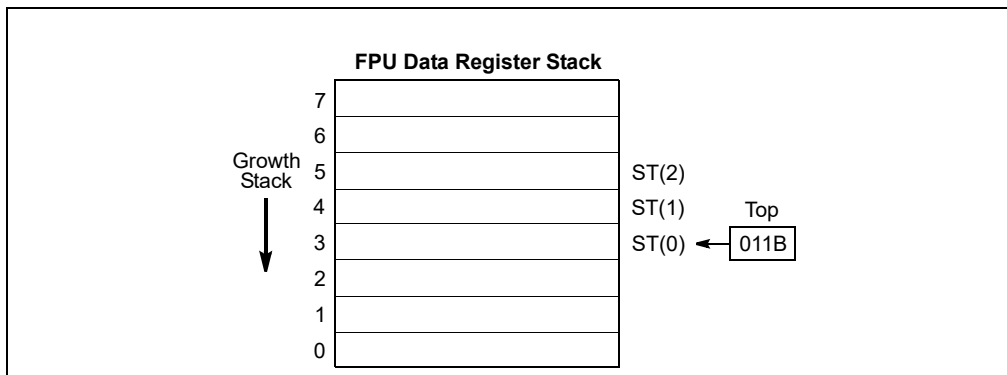 FPU Data Register Stack
7
6
Growth
Stack
5
ST(2)
4
ST(1)
Top
3
ST(0)
011B
2
1
0